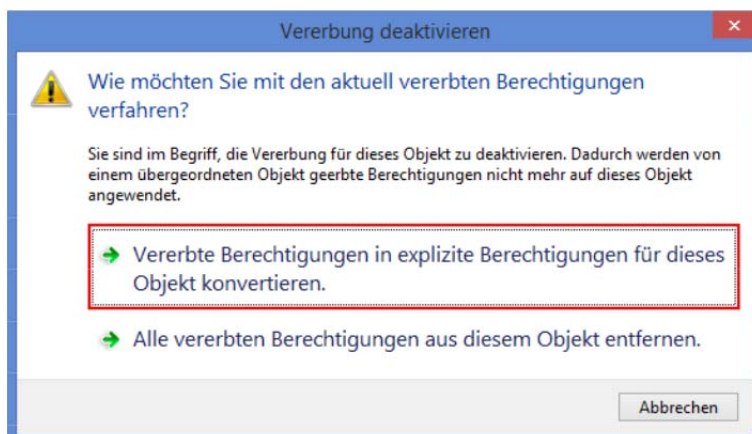 Vererbung deaktivieren
Wie möchten Sie mit den aktuell vererbten Berechtigungen
verfahren?
Sie sind im Begriff, die Vererbung für dieses Objekt zu deaktivieren. Dadurch werden von
einem übergeordneten Objekt geerbte Berechtigungen nicht mehr auf dieses Objekt
angewendet.
Vererbte Berechtigungen in explizite Berechtigungen für dieses
Objekt konvertieren.
Alle vererbten Berechtigungen aus diesem Objekt entfernen.
Abbrechen